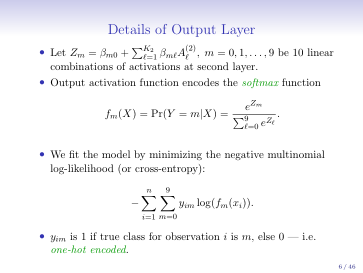 Details of Output Layer
• Let Z_m = β_{m0} + ∑_{ℓ=1}^{K_2} β_{mℓ} A_ℓ^{(2)}, m = 0, 1, . . . , 9 be 10 linear
combinations of activations at second layer.
• Output activation function encodes the softmax function
f_m(X) = Pr(Y = m|X) = e^{Z_m} / ∑_{ℓ=0}^{9} e^{Z_ℓ}.
• We fit the model by minimizing the negative multinomial
log-likelihood (or cross-entropy):
− ∑_{i=1}^{n} ∑_{m=0}^{9} y_{im} log(f_m(x_i)).
• y_{im} is 1 if true class for observation i is m, else 0 — i.e.
one-hot encoded.
6 / 46